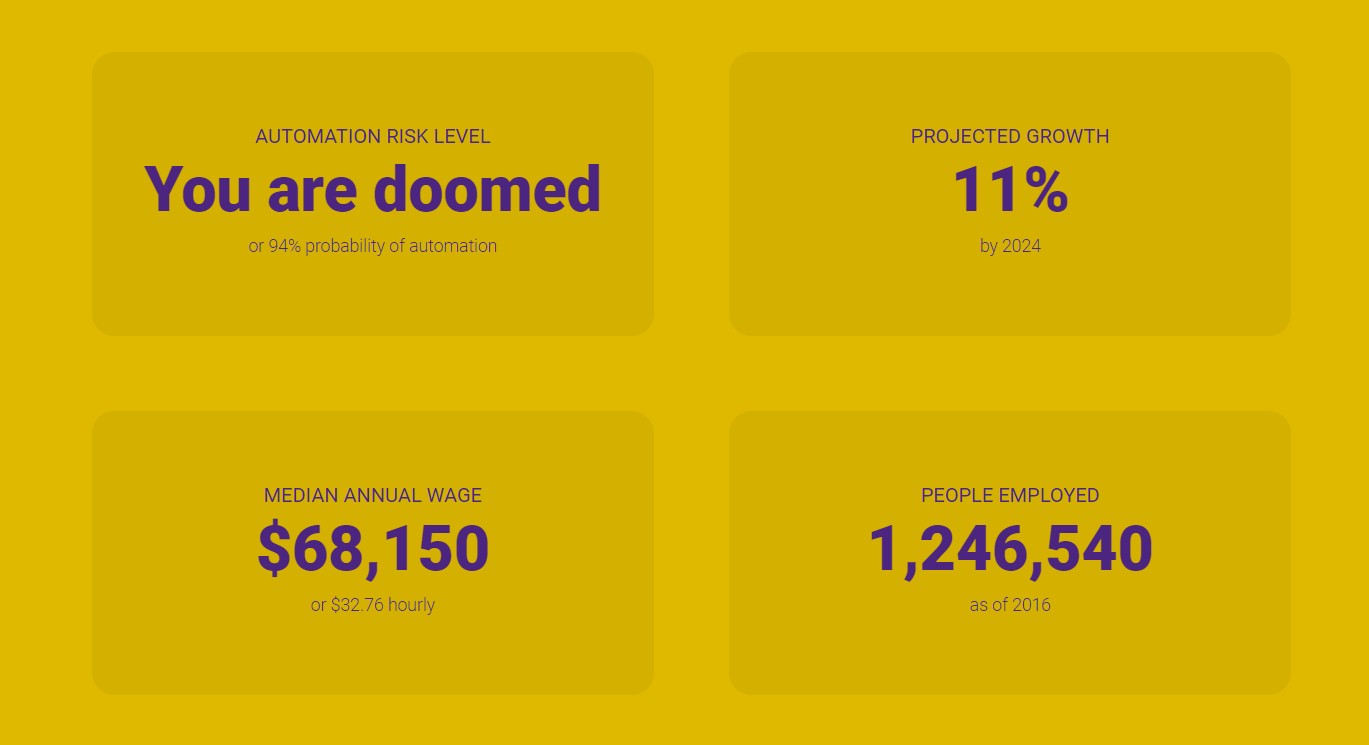 AUTOMATION RISK LEVEL
You are doomed
or 94% probability of automation
PROJECTED GROWTH
11%
by 2024
MEDIAN ANNUAL WAGE
$68,150
or $32.76 hourly
PEOPLE EMPLOYED
1,246,540
as of 2016